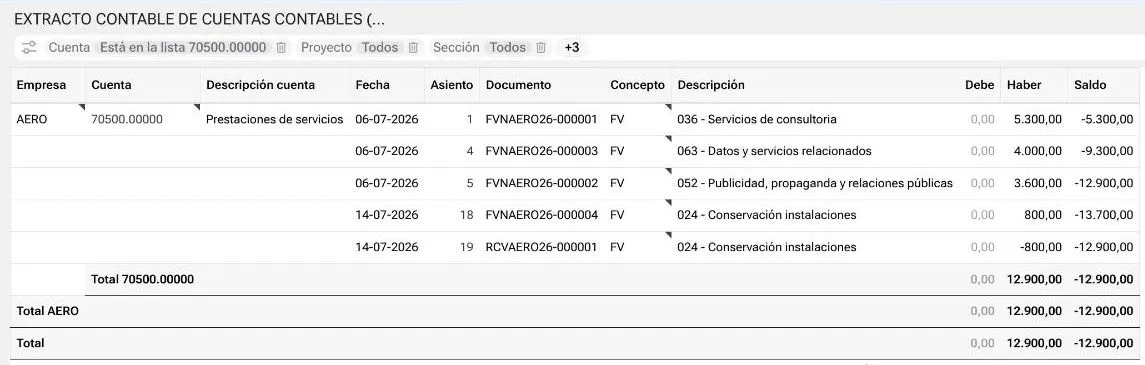 EXTRACTO CONTABLE DE CUENTAS CONTABLES (...
Cuenta Está en la lista 70500.00000 Proyecto Todos Sección Todos +3
Empresa Cuenta Descripción cuenta Fecha Asiento Documento Concepto Descripción Debe Haber Saldo
AERO 70500.00000 Prestaciones de servicios 06-07-2026 1 FVNAERO26-000001 FV 036 - Servicios de consultoria 0,00 5.300,00 -5.300,00
06-07-2026 4 FVNAERO26-000003 FV 063 - Datos y servicios relacionados 0,00 4.000,00 -9.300,00
06-07-2026 5 FVNAERO26-000002 FV 052 - Publicidad, propaganda y relaciones públicas 0,00 3.600,00 -12.900,00
14-07-2026 18 FVNAERO26-000004 FV 024 - Conservación instalaciones 0,00 800,00 -13.700,00
14-07-2026 19 RCVAERO26-000001 FV 024 - Conservación instalaciones 0,00 -800,00 -12.900,00
Total 70500.00000 0,00 12.900,00 -12.900,00
Total AERO 0,00 12.900,00 -12.900,00
Total 0,00 12.900,00 -12.900,00